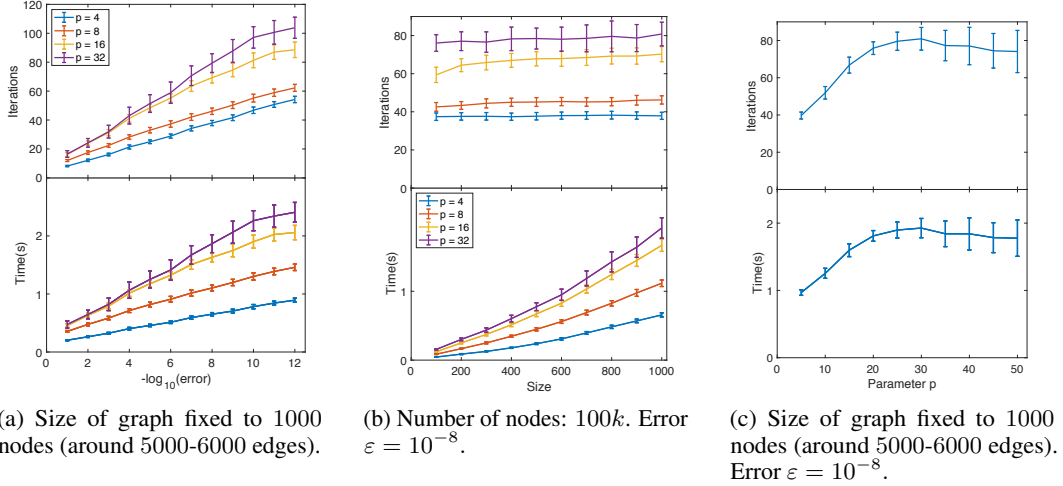 120
100
80
60
40
20
0
Iterations
p = 4
p = 8
p = 16
p = 32
2
1
0
Time(s)
0 2 4 6 8 10 12
-log10(error)
(a) Size of graph fixed to 1000
nodes (around 5000-6000 edges).
100
80
60
40
20
0
Iterations
p = 4
p = 8
p = 16
p = 32
1
0
Time(s)
200 400 600 800 1000
Size
(b) Number of nodes: 100k. Error
ε = 10⁻⁸.
80
60
40
20
0
Iterations
2
1
0
Time(s)
0 10 20 30 40 50
Parameter p
(c) Size of graph fixed to 1000
nodes (around 5000-6000 edges).
Error ε = 10⁻⁸.